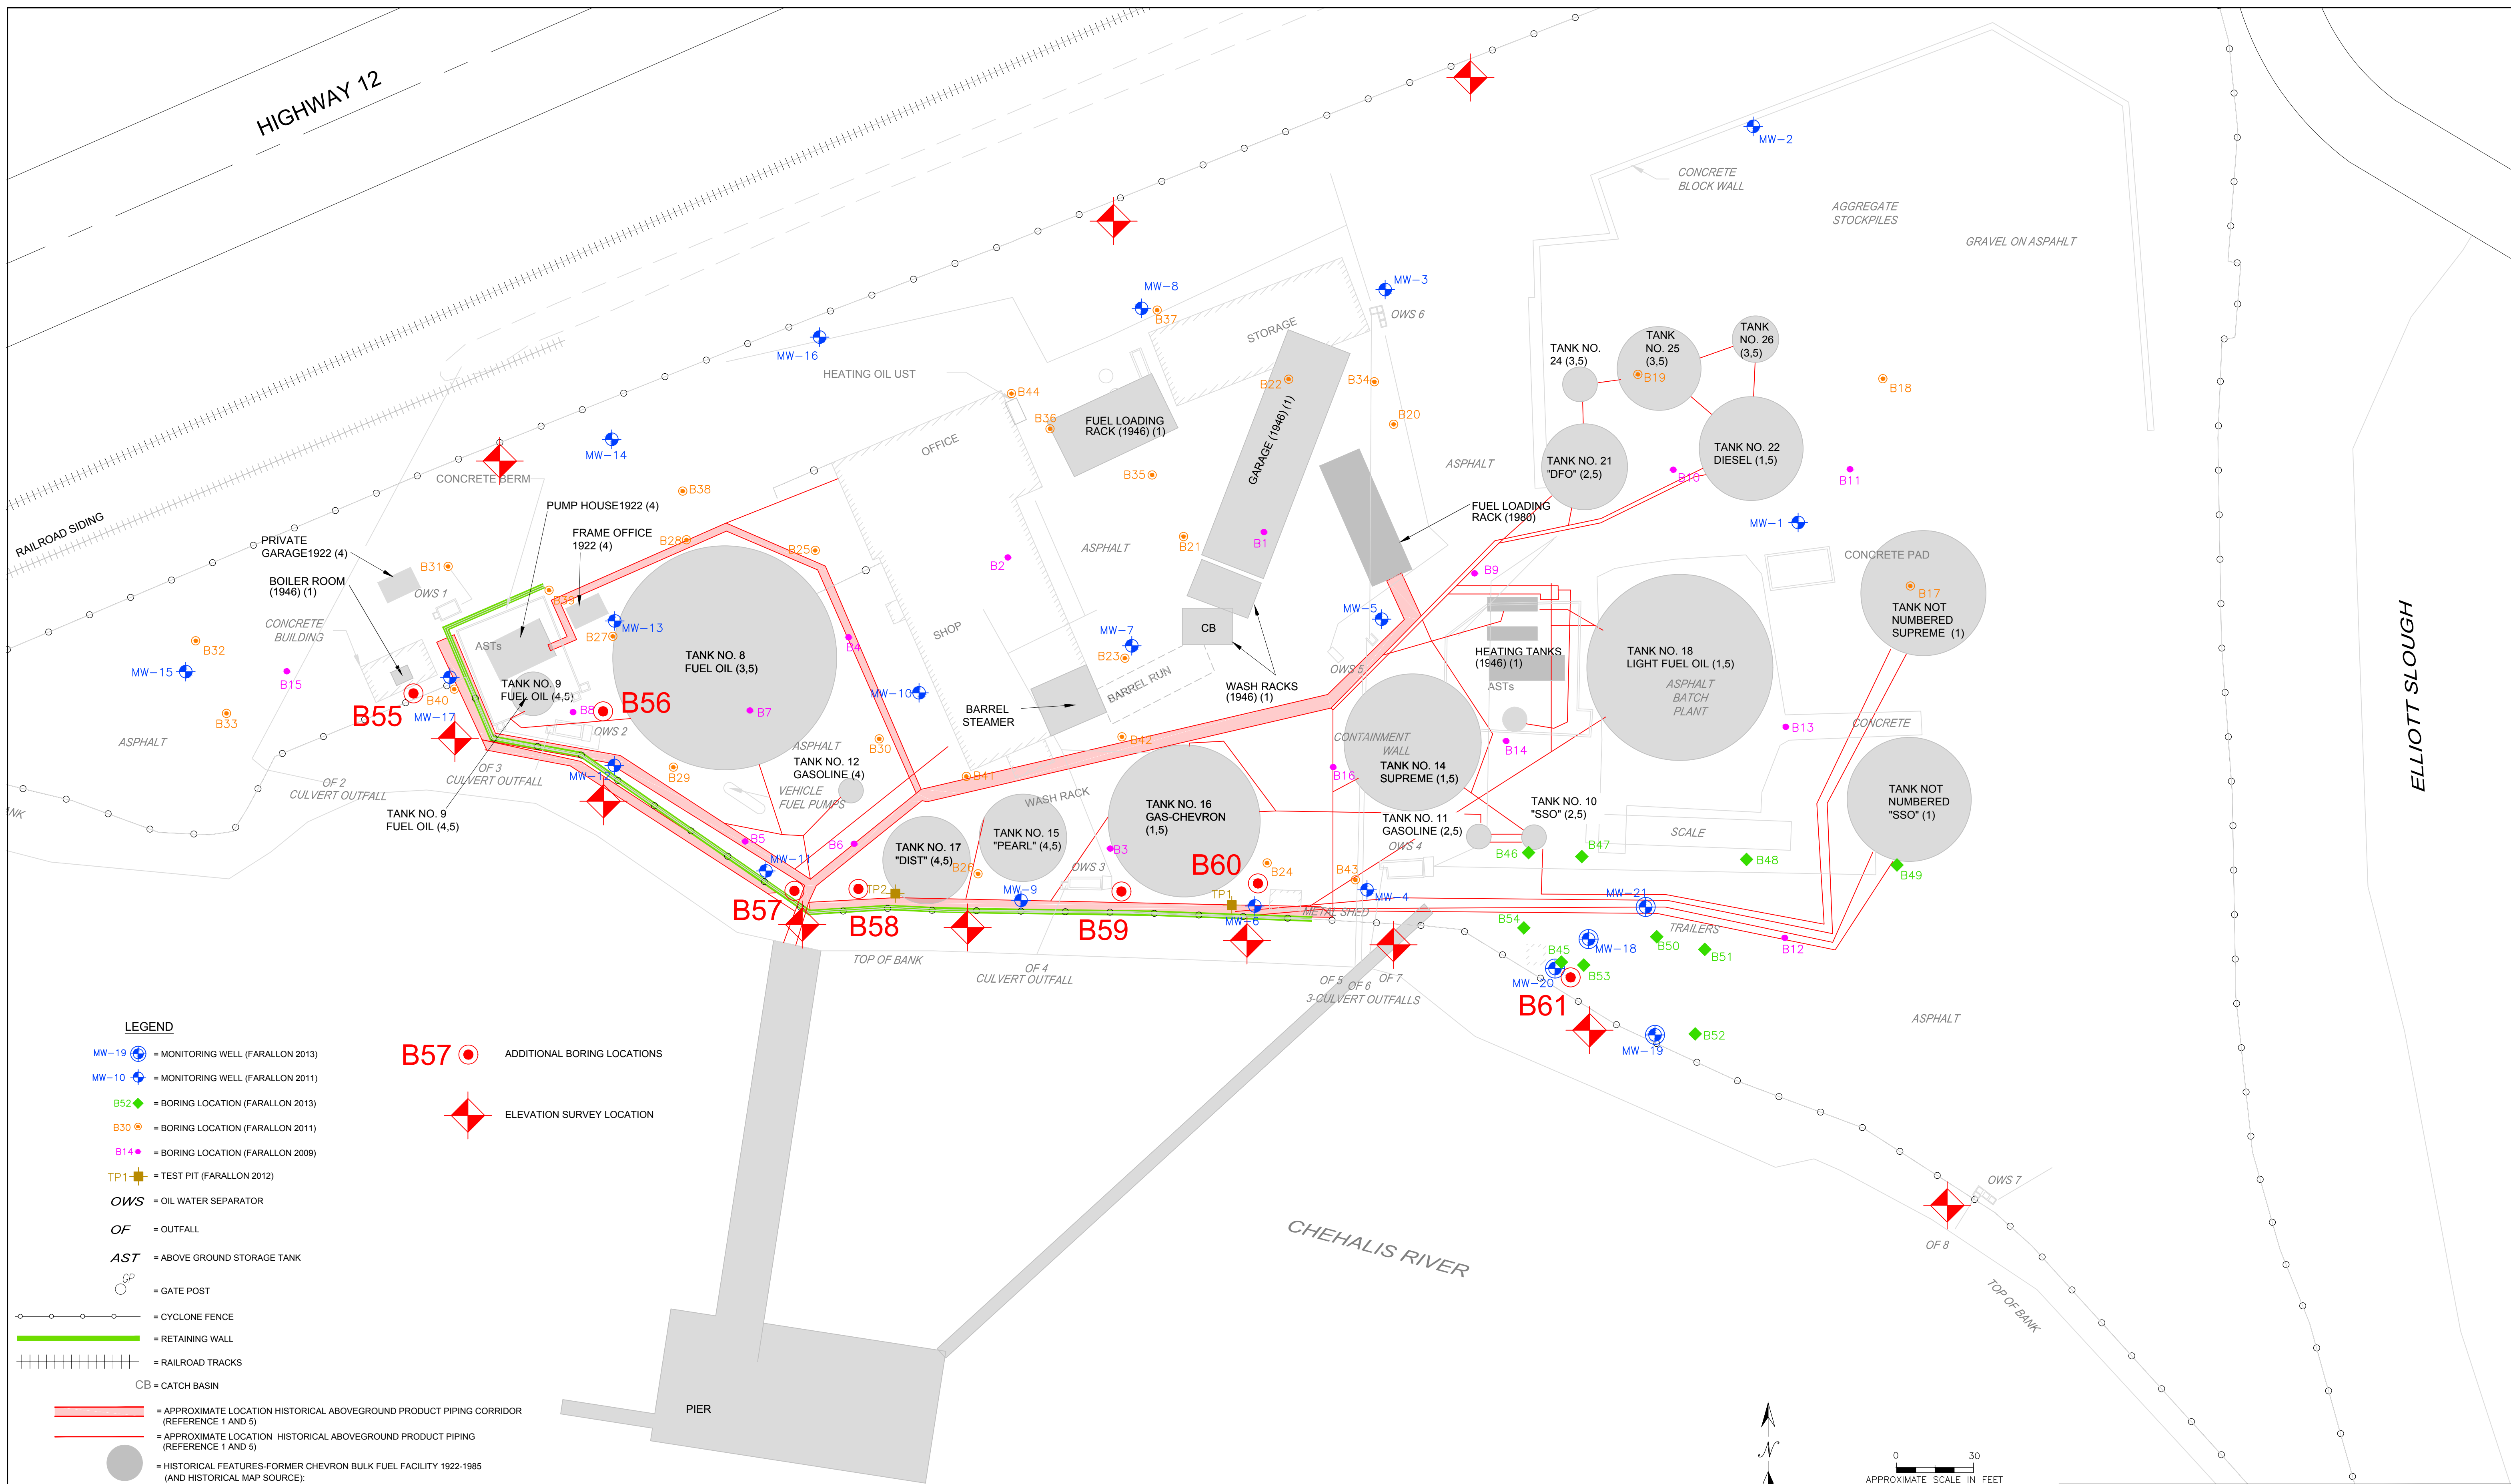 HIGHWAY 12
MW-2
CONCRETE
BLOCK WALL
AGGREGATE
STOCKPILES
GRAVEL ON ASPAHLT
MW-8
B37
MW-3
OWS 6
STORAGE
MW-16
HEATING OIL UST
B44
B36
FUEL LOADING
RACK (1946) (1)
B22
B34
B20
GARAGE (1946) (1)
TANK NO.
24 (3,5)
TANK
NO. 25
(3,5)
B19
TANK
NO. 26
(3,5)
B18
OFFICE
MW-14
CONCRETE BERM
B38
B35
ASPHALT
TANK NO. 21
"DFO" (2,5)
TANK NO. 22
DIESEL (1,5)
B10
B11
MW-1
RAILROAD SIDING
PUMP HOUSE1922 (4)
FRAME OFFICE
1922 (4)
PRIVATE
GARAGE1922 (4)
BOILER ROOM
(1946) (1)
B28
B25
B2
ASPHALT
B21
B1
FUEL LOADING
RACK (1980)
B9
B31
OWS 1
B39
CONCRETE PAD
B17
TANK NOT
NUMBERED
SUPREME (1)
CONCRETE
BUILDING
ASTs
B27
MW-13
B4
SHOP
MW-7
CB
MW-5
HEATING TANKS
(1946) (1)
ASTs
B32
MW-15
B15
B33
ASPHALT
B55
B40
MW-17
TANK NO. 9
FUEL OIL (4,5)
B8
B56
OWS 2
TANK NO. 8
FUEL OIL (3,5)
B7
MW-10
B23
BARREL RUN
BARREL
STEAMER
WASH RACKS
(1946) (1)
OWS 5
TANK NO. 18
LIGHT FUEL OIL (1,5)
ASPHALT
BATCH
PLANT
B13
CONCRETE
ELLIOTT SLOUGH
B30
B42
CONTAINMENT
WALL
TANK NO. 14
SUPREME (1,5)
B14
B16
OF 2
CULVERT OUTFALL
OF 3
CULVERT OUTFALL
MW-12
B29
ASPHALT
TANK NO. 12
GASOLINE (4)
VEHICLE
FUEL PUMPS
B41
WASH RACK
TANK NO. 9
FUEL OIL (4,5)
TANK NO. 16
GAS-CHEVRON
(1,5)
TANK NO. 11
GASOLINE (2,5)
TANK NO. 10
"SSO" (2,5)
TANK NOT
NUMBERED
"SSO" (1)
SCALE
B5
B6
TANK NO. 17
"DIST" (4,5)
TANK NO. 15
"PEARL" (4,5)
B3
OWS 3
B60
B24
B43
OWS 4
B46
B47
B48
B49
MW-11
B26
TP2
MW-9
TP1
MW-4
MW-21
B57
B58
B59
MW-6
METAL SHED
B54
TRAILERS
MW-18
B50
B51
B12
TOP OF BANK
OF 4
CULVERT OUTFALL
OF 5
OF 6
OF 7
3-CULVERT OUTFALLS
B45
B53
MW-20
B61
B52
MW-19
ASPHALT
OWS 7
OF 8
TOP OF BANK
CHEHALIS RIVER
PIER
LEGEND
MW-19 = MONITORING WELL (FARALLON 2013)
MW-10 = MONITORING WELL (FARALLON 2011)
B52 = BORING LOCATION (FARALLON 2013)
B30 = BORING LOCATION (FARALLON 2011)
B14 = BORING LOCATION (FARALLON 2009)
TP1 = TEST PIT (FARALLON 2012)
OWS = OIL WATER SEPARATOR
OF = OUTFALL
AST = ABOVE GROUND STORAGE TANK
GP
= GATE POST
= CYCLONE FENCE
= RETAINING WALL
= RAILROAD TRACKS
CB = CATCH BASIN
= APPROXIMATE LOCATION HISTORICAL ABOVEGROUND PRODUCT PIPING CORRIDOR
(REFERENCE 1 AND 5)
= APPROXIMATE LOCATION HISTORICAL ABOVEGROUND PRODUCT PIPING
(REFERENCE 1 AND 5)
= HISTORICAL FEATURES-FORMER CHEVRON BULK FUEL FACILITY 1922-1985
(AND HISTORICAL MAP SOURCE):
B57 ADDITIONAL BORING LOCATIONS
ELEVATION SURVEY LOCATION
N
0 30
APPROXIMATE SCALE IN FEET